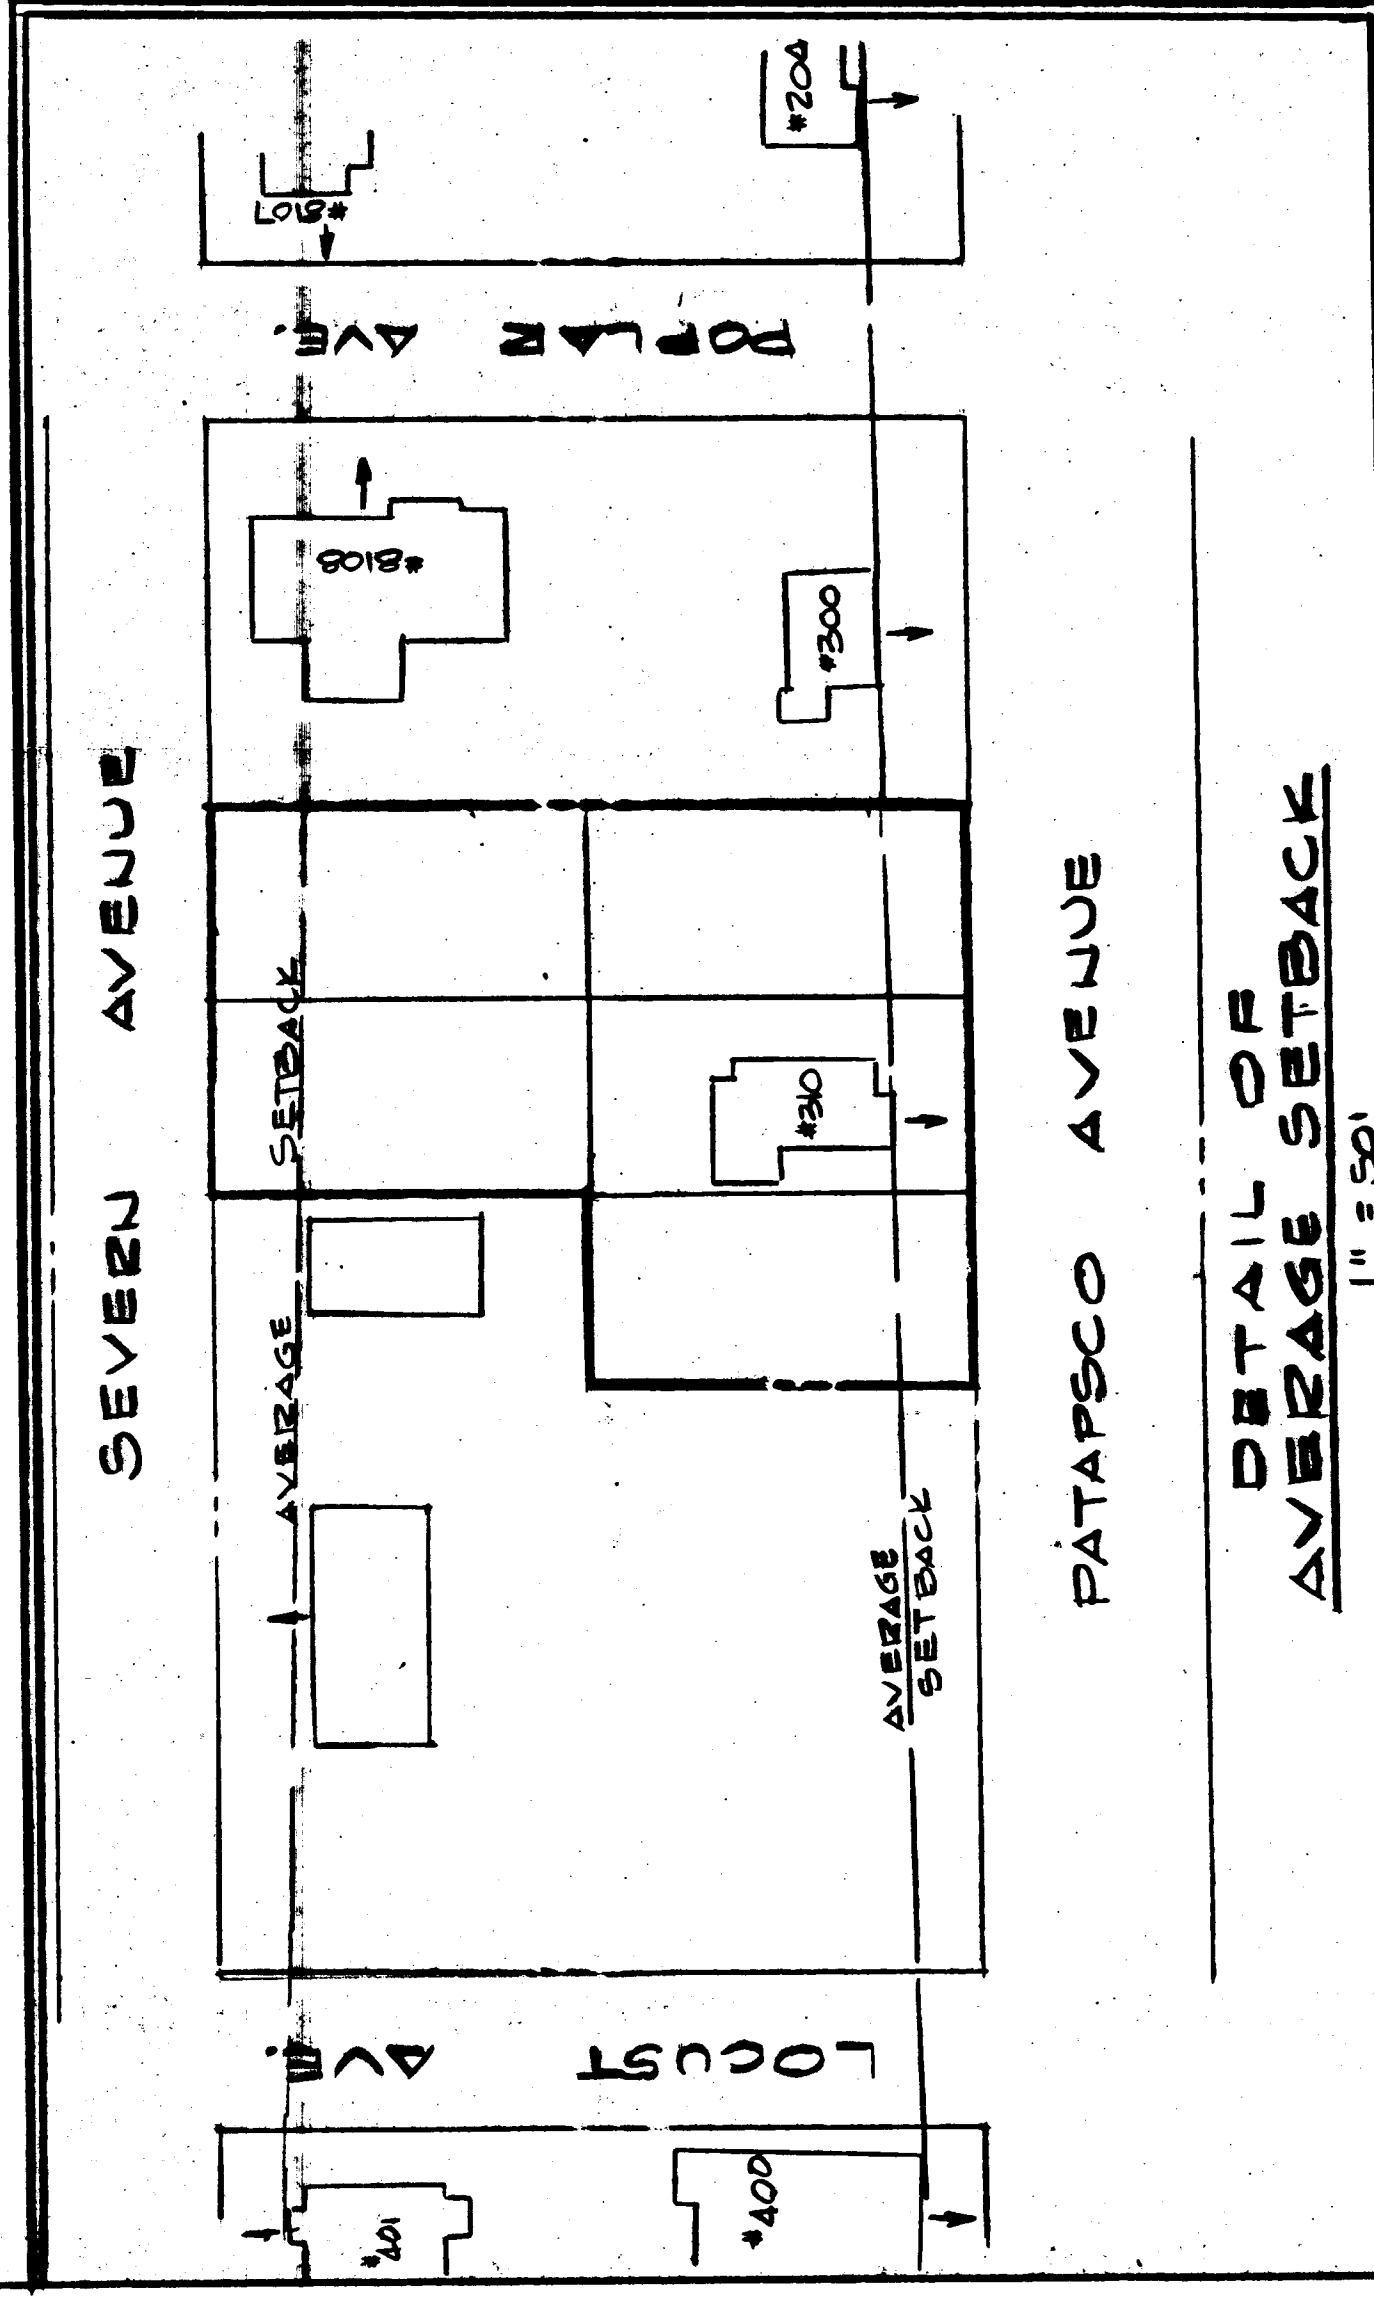 SEVERN AVENUE
AVERAGE SETBACK
LOCUST AVE.
POPLAR AVE.
#401
#8108
#8107
#400
#310
#300
#204
AVERAGE
SETBACK
PATAPSCO AVENUE
DETAIL OF
AVERAGE SETBACK
1" = 50'